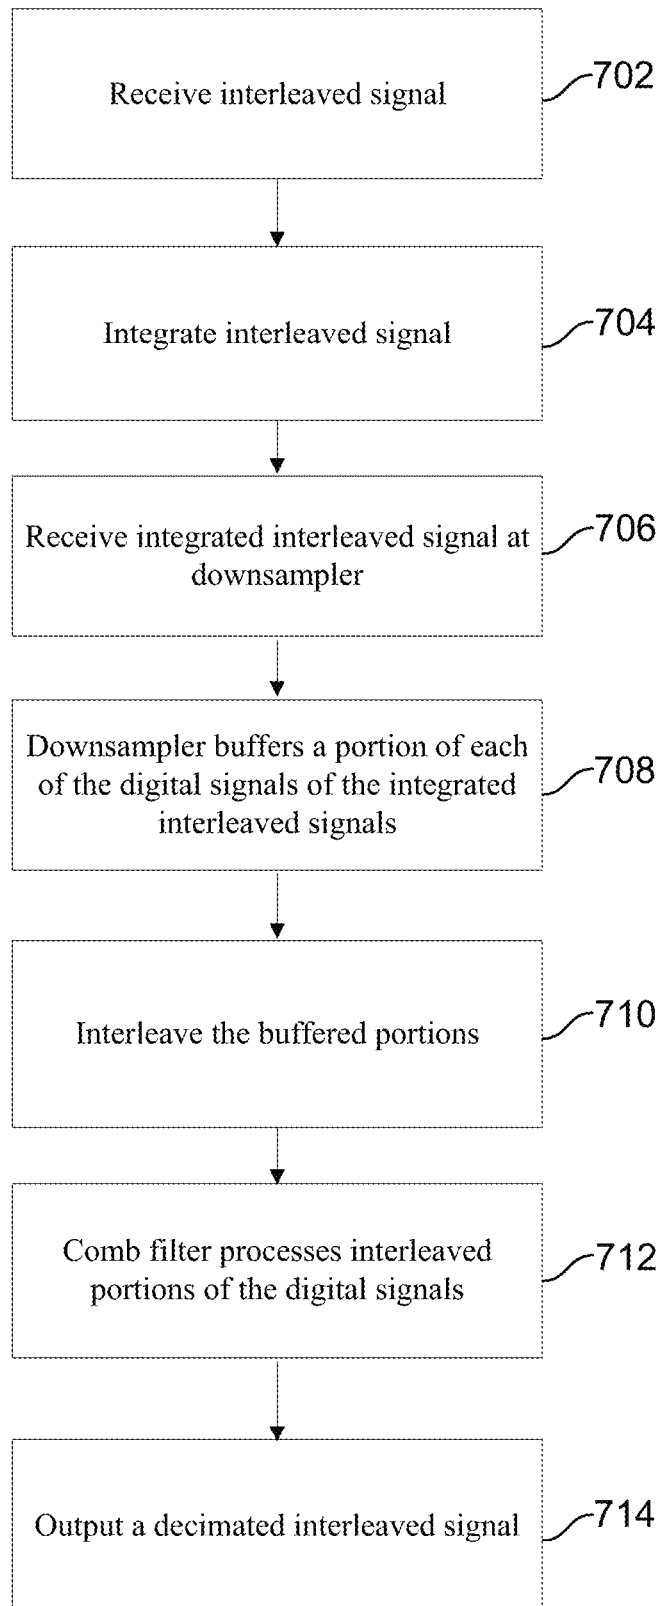 Receive interleaved signal
702
Integrate interleaved signal
704
Receive integrated interleaved signal at
downsampler
706
Downsampler buffers a portion of each
of the digital signals of the integrated
interleaved signals
708
Interleave the buffered portions
710
Comb filter processes interleaved
portions of the digital signals
712
Output a decimated interleaved signal
714